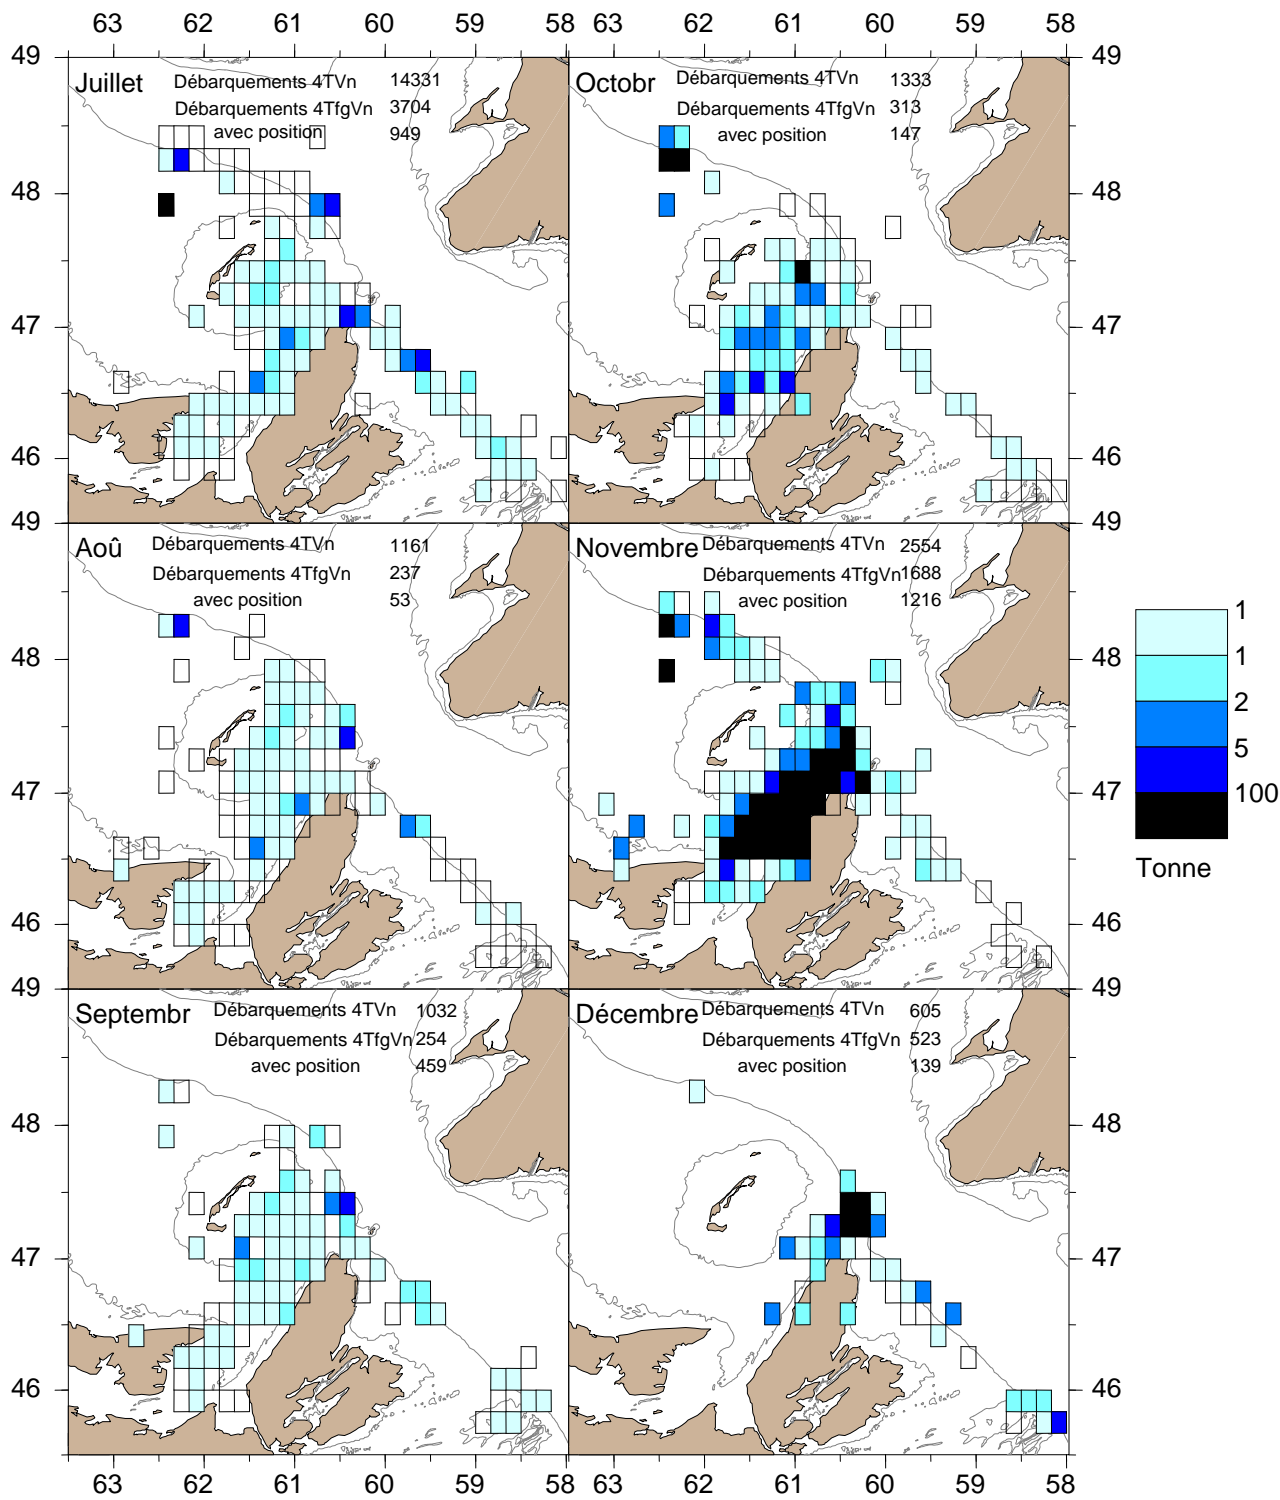 63 62 61 60 59 58 63 62 61 60 59 58
49 49
Juillet
Débarquements 4TVn 14331
Débarquements 4TfgVn 3704
avec position 949
Octobr
Débarquements 4TVn 1333
Débarquements 4TfgVn 313
avec position 147
48 48
47 47
46 46
49 49
Aoû
Débarquements 4TVn 1161
Débarquements 4TfgVn 237
avec position 53
Novembre
Débarquements 4TVn 2554
Débarquements 4TfgVn 1688
avec position 1216
48 48
47 47
46 46
1
1
2
5
100
Tonne
49 49
Septembr
Débarquements 4TVn 1032
Débarquements 4TfgVn 254
avec position 459
Décembre
Débarquements 4TVn 605
Débarquements 4TfgVn 523
avec position 139
48 48
47 47
46 46
63 62 61 60 59 58 63 62 61 60 59 58